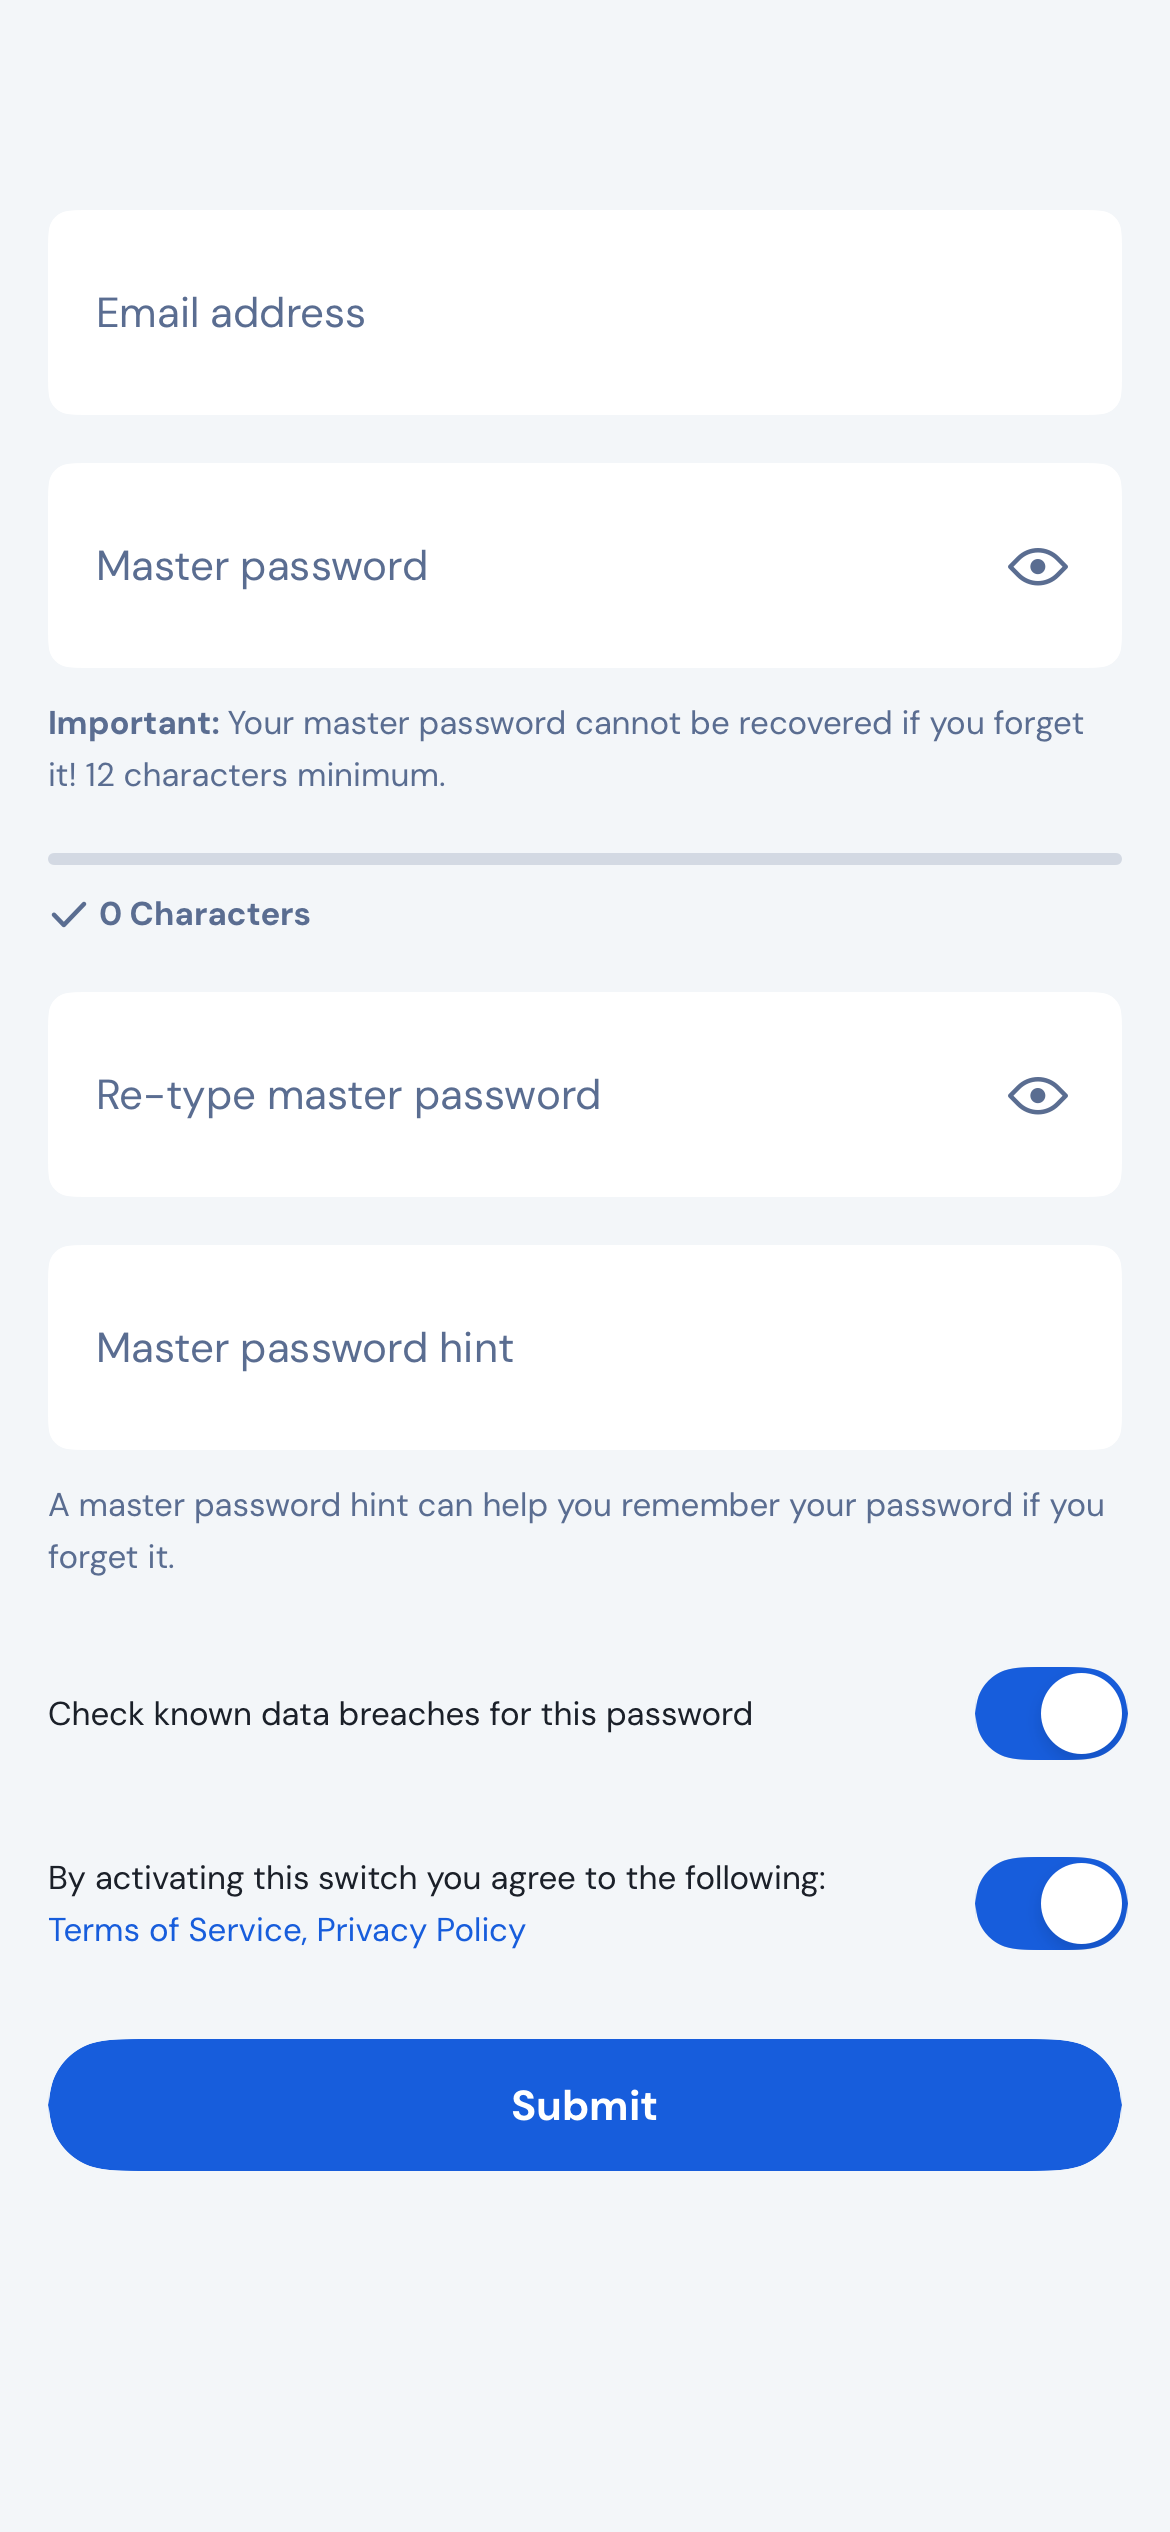 Email address
Master password
Important: Your master password cannot be recovered if you forget
it! 12 characters minimum.
0 Characters
Re-type master password
Master password hint
A master password hint can help you remember your password if you
forget it.
Check known data breaches for this password
By activating this switch you agree to the following:
Terms of Service, Privacy Policy
Submit